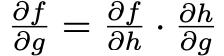 ∂f/∂g = ∂f/∂h · ∂h/∂g